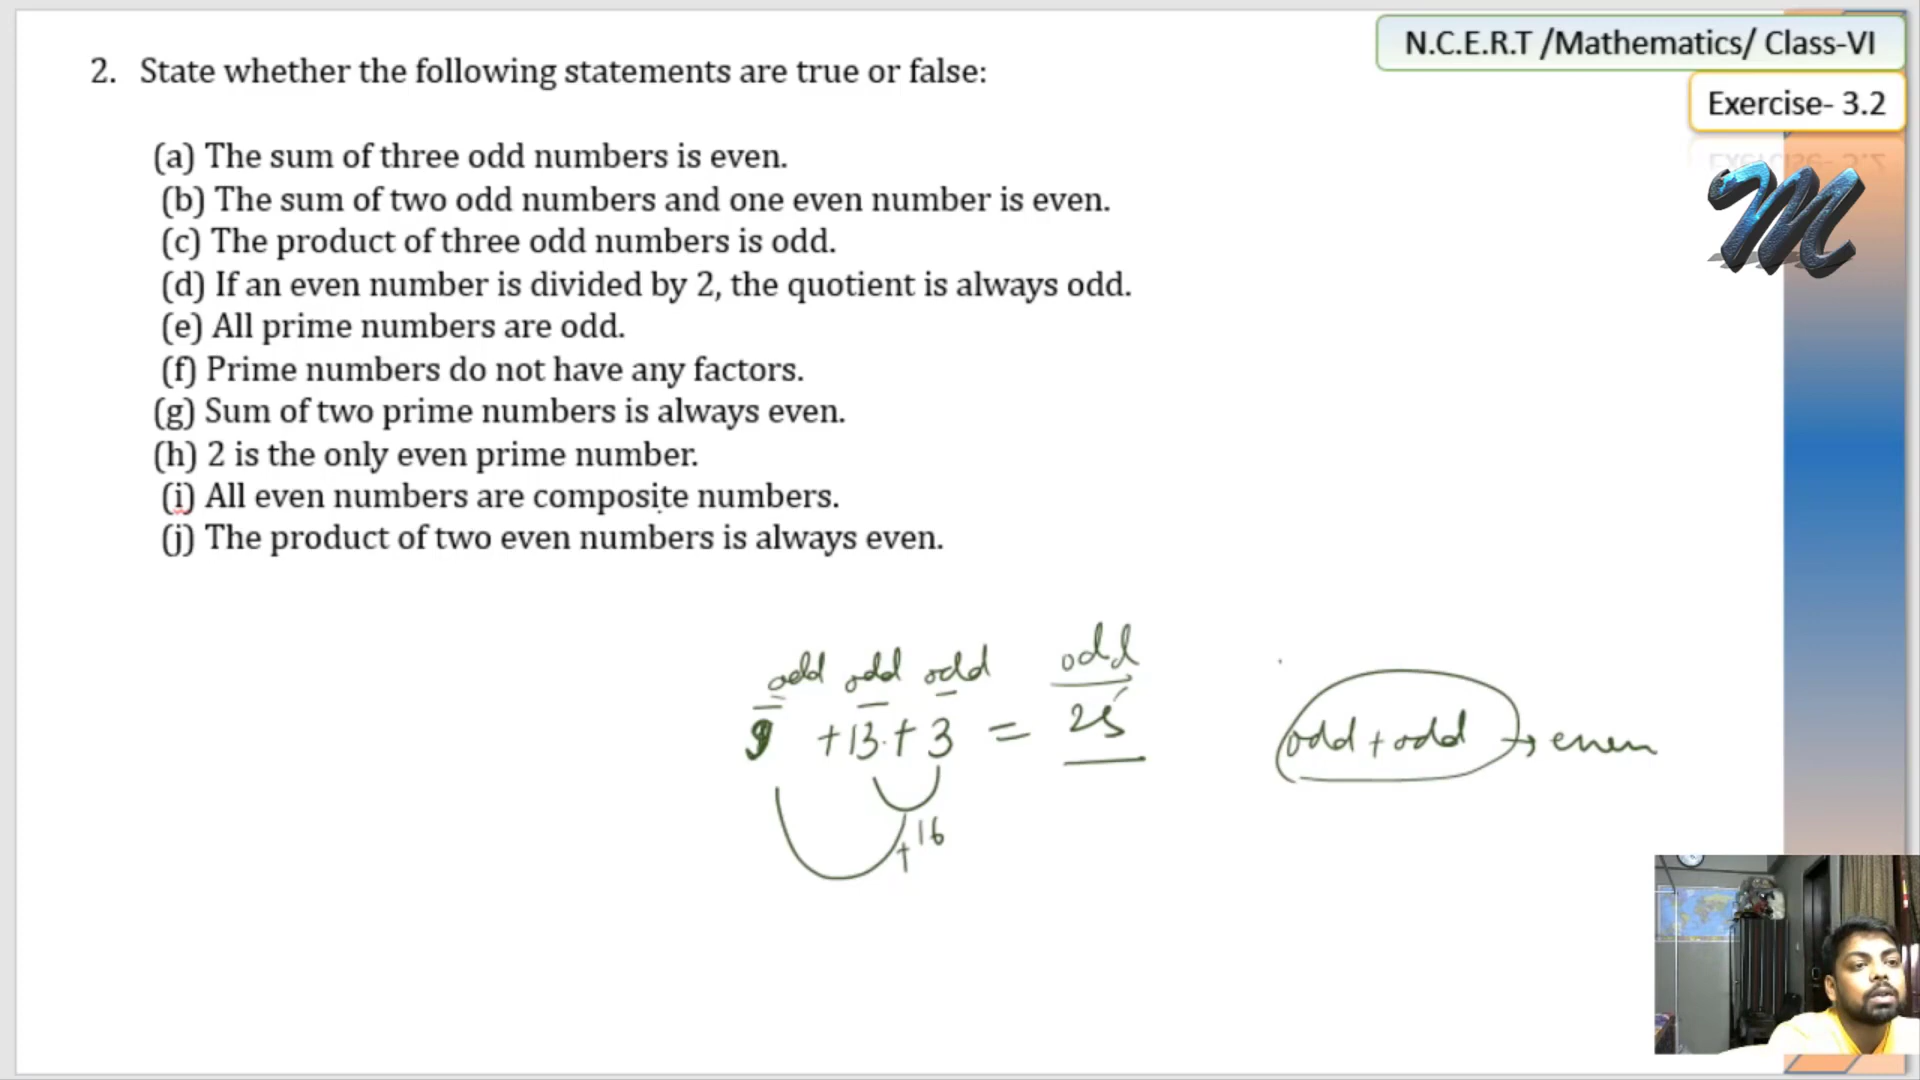 N.C.E.R.T /Mathematics/ Class-VI
Exercise- 3.2
2. State whether the following statements are true or false:
(a) The sum of three odd numbers is even.
(b) The sum of two odd numbers and one even number is even.
(c) The product of three odd numbers is odd.
(d) If an even number is divided by 2, the quotient is always odd.
(e) All prime numbers are odd.
(f) Prime numbers do not have any factors.
(g) Sum of two prime numbers is always even.
(h) 2 is the only even prime number.
(i) All even numbers are composite numbers.
(j) The product of two even numbers is always even.
odd odd odd odd
9 +13+ 3 = 25
+16
odd + odd → even